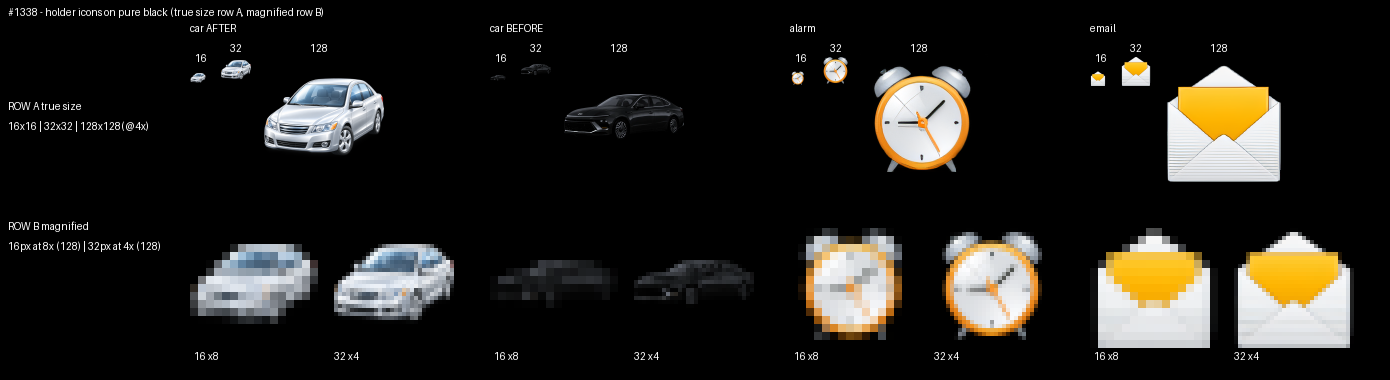 #1338 - holder icons on pure black (true size row A, magnified row B)
car AFTER
car BEFORE
alarm
email
16 32 128
16 32 128
16 32 128
16 32 128
ROW A true size
16x16 | 32x32 | 128x128 (@4x)
ROW B magnified
16px at 8x (128) | 32px at 4x (128)
16 x8 32 x4
16 x8 32 x4
16 x8 32 x4
16 x8 32 x4